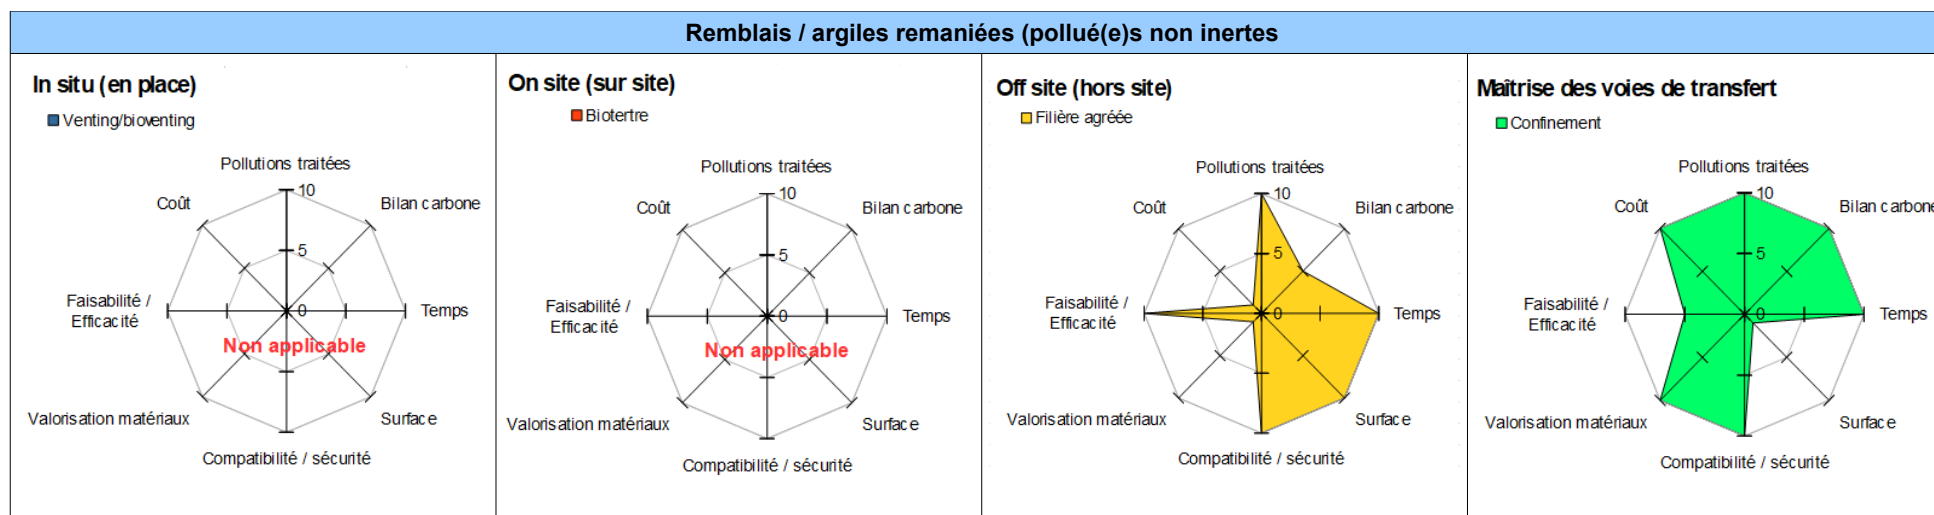 Remblais / argiles remaniées (pollué(e)s non inertes
In situ (en place)
Venting/bioventing
Pollutions traitées
10
Coût
Bilan carbone
5
Faisabilité /
Efficacité
0
Temps
Non applicable
Valorisation matériaux
Surface
Compatibilité / sécurité
On site (sur site)
Biotertre
Pollutions traitées
10
Coût
Bilan carbone
5
Faisabilité /
Efficacité
0
Temps
Non applicable
Valorisation matériaux
Surface
Compatibilité / sécurité
Off site (hors site)
Filière agréée
Pollutions traitées
10
Coût
Bilan carbone
5
Faisabilité /
Efficacité
0
Temps
Valorisation matériaux
Surface
Compatibilité / sécurité
Maîtrise des voies de transfert
Confinement
Pollutions traitées
10
Coût
Bilan carbone
5
Faisabilité /
Efficacité
0
Temps
Valorisation matériaux
Surface
Compatibilité / sécurité